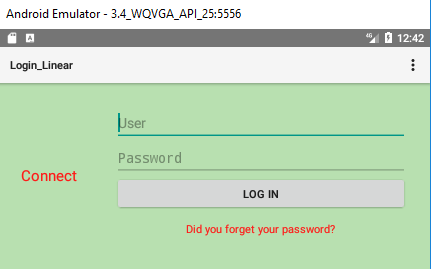 Android Emulator - 3.4_WQVGA_API_25:5556
4G 12:42
Login_Linear
User
Password
Connect
LOG IN
Did you forget your password?